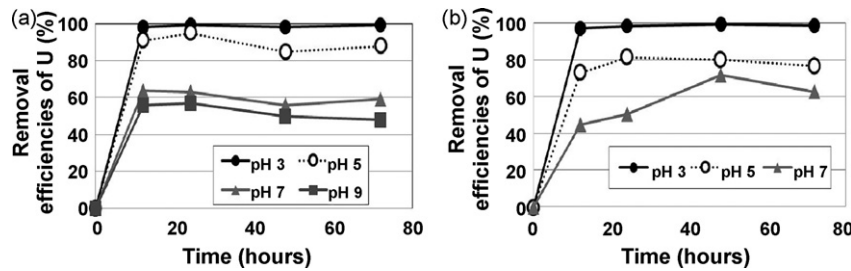 (a)
Removal
efficiencies of U (%)
100
80
60
40
20
0
0 20 40 60 80
Time (hours)
pH 3 pH 5
pH 7 pH 9
(b)
Removal
efficiencies of U (%)
100
80
60
40
20
0
0 20 40 60 80
Time (hours)
pH 3 pH 5 pH 7